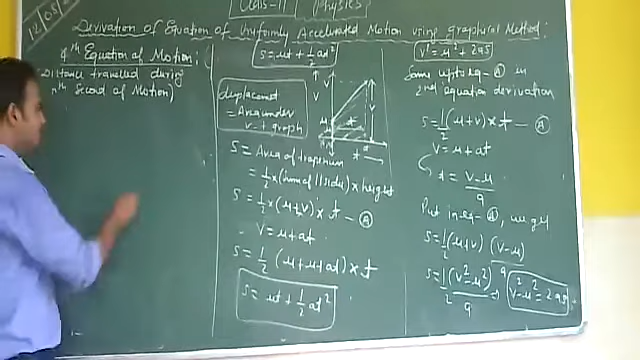 12/05/
Class-11 Physics
Derivation of Equation of Uniformly Accelerated Motion using graphical Method:
4th Equation of Motion:
(Distance travelled during
nth Second of Motion)
S = ut + 1/2 at²
displacement
= Area under
v-t graph
v
u
t
v
t
S = Area of trapezium
= 1/2 × (sum of || side) × height
S = 1/2 × (u+v) × t — (A)
V = u + at
S = 1/2 (u+u+at) × t
S = ut + 1/2 at²
v² = u² + 2as
Same upto eq-(A) in
2nd equation derivation
S = 1/2 (u+v) × t — (A)
V = u + at
t = v-u / a
Put in eq-(A), we get
S = 1/2 (u+v) (v-u) / a
S = 1/2 (v²-u²) / a ⇒ v²-u² = 2as